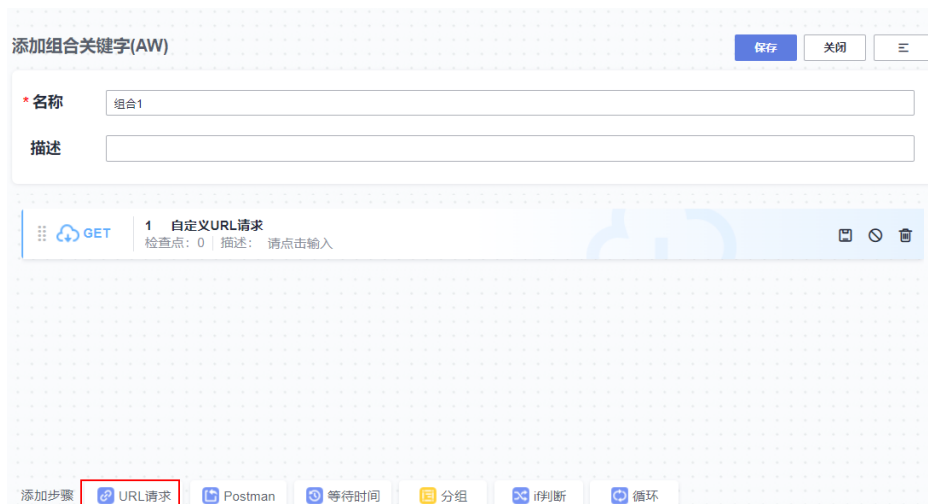 添加组合关键字(AW)
保存 关闭
* 名称 组合1
描述
GET 1 自定义URL请求
检查点：0 描述： 请点击输入
添加步骤 URL请求 Postman 等待时间 分组 if判断 循环